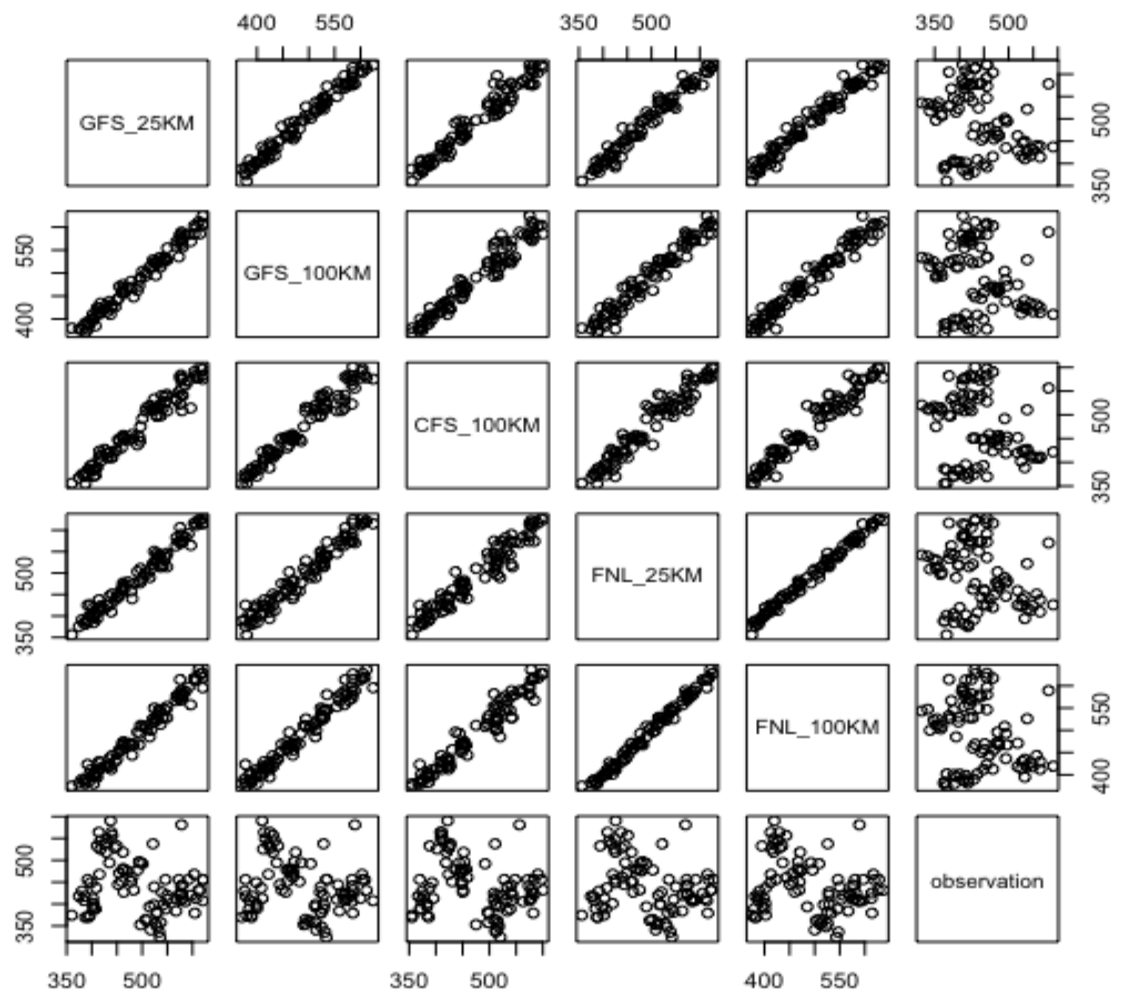 400 550 350 500 350 500
GFS_25KM 350 500
400 550 GFS_100KM
CFS_100KM 350 500
350 500 FNL_25KM
FNL_100KM 400 550
350 500 observation
350 500 350 500 400 550